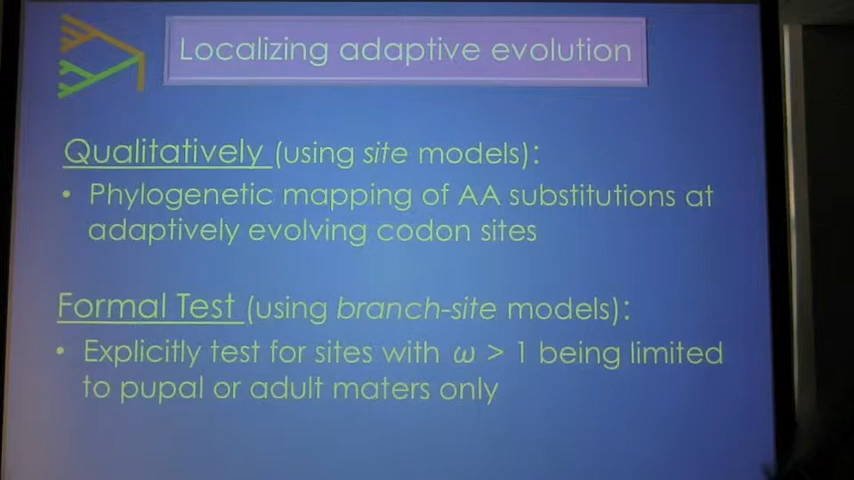 Localizing adaptive evolution
Qualitatively (using site models):
• Phylogenetic mapping of AA substitutions at
adaptively evolving codon sites
Formal Test (using branch-site models):
• Explicitly test for sites with ω > 1 being limited
to pupal or adult maters only